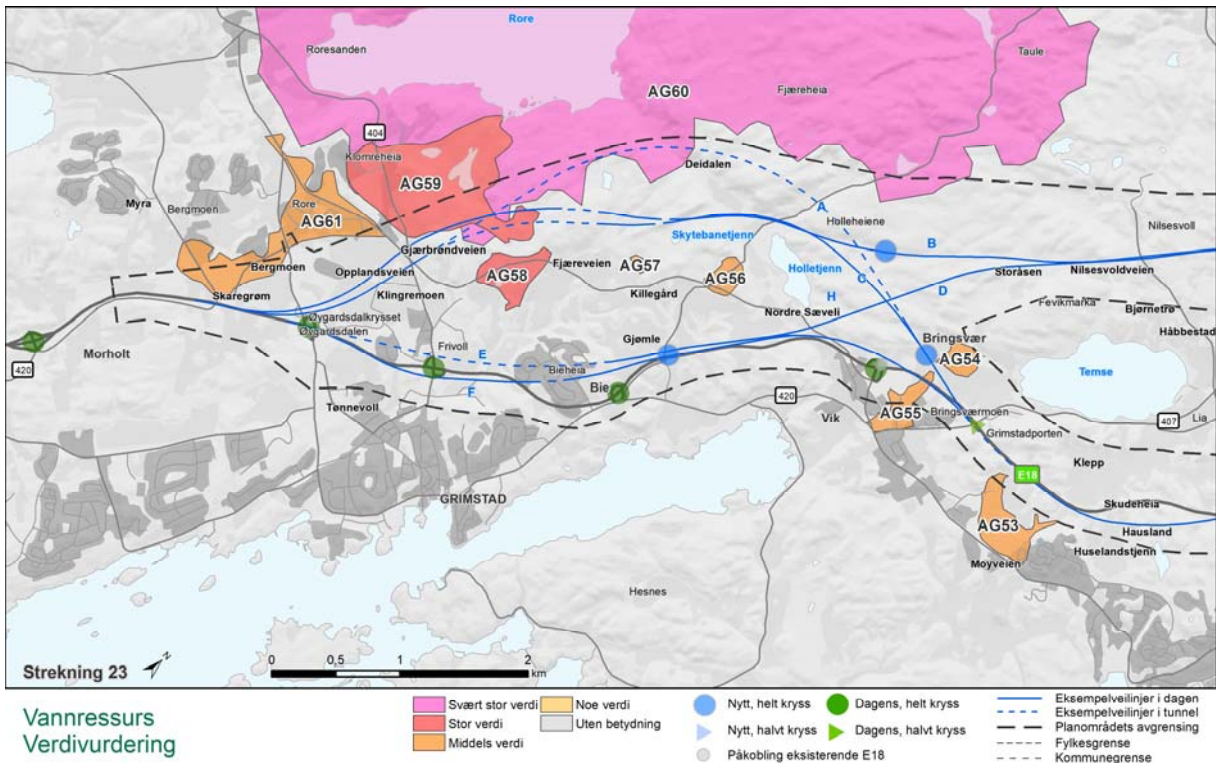 Rore
Roresanden
Taule
AG60
Fjæreheia
404
Klomreheia
Deidalen
AG59
Myra
Bergmoen
Rore
AG61
A
Holleheiene
Nilsesvoll
Gjærbrøndveien
Skytebanetjenn
B
Bergmoen
Opplandsveien
Fjæreveien
AG57
Holletjenn
C
Storåsen
Nilsesvoldveien
AG58
AG56
D
Skaregrøm
Klingremoen
Killegård
H
Fevikmarka
Nordre Sæveli
Bjørnetrø
Øygardsdalkrysset
Øygardsdalen
Håbbestad
Frivoll
Gjømle
Bringsvær
Morholt
E
AG54
420
Bieheia
Temse
F
Bie
420
AG55
Tønnevoll
Vik
Bringsværmoen
407
Lia
Grimstadporten
Klepp
E18
GRIMSTAD
Skudeheia
AG53
Hausland
Huselandstjenn
Moyveien
Hesnes
Strekning 23
N
0
0,5
1
2
km
Vannressurs
Verdivurdering
Svært stor verdi
Stor verdi
Middels verdi
Noe verdi
Uten betydning
Nytt, helt kryss
Nytt, halvt kryss
Påkobling eksisterende E18
Dagens, helt kryss
Dagens, halvt kryss
Eksempelveilinjer i dagen
Eksempelveilinjer i tunnel
Planområdets avgrensing
Fylkesgrense
Kommunegrense